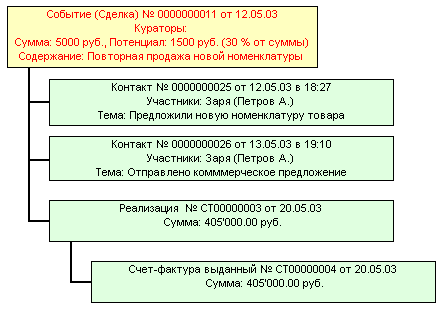 Событие (Сделка) № 0000000011 от 12.05.03
Кураторы:
Сумма: 5000 руб., Потенциал: 1500 руб. (30 % от суммы)
Содержание: Повторная продажа новой номенклатуры
Контакт № 0000000025 от 12.05.03 в 18:27
Участники: Заря (Петров А.)
Тема: Предложили новую номенклатуру товара
Контакт № 0000000026 от 13.05.03 в 19:10
Участники: Заря (Петров А.)
Тема: Отправлено комммерческое предложение
Реализация № СТ00000003 от 20.05.03
Сумма: 405'000.00 руб.
Счет-фактура выданный № СТ00000004 от 20.05.03
Сумма: 405'000.00 руб.